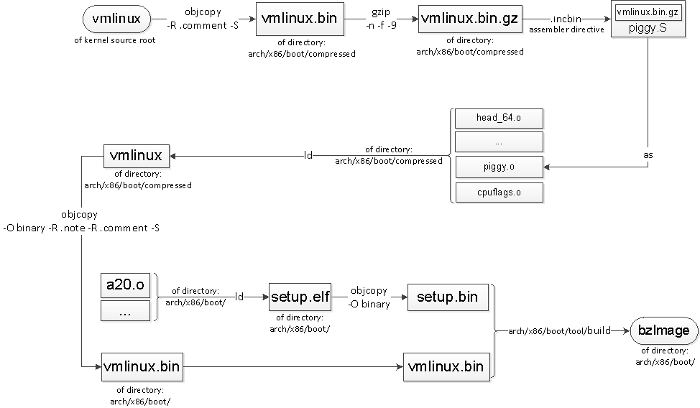 vmlinux
of kernel source root
objcopy
-R .comment -S
vmlinux.bin
of directory:
arch/x86/boot/compressed
gzip
-n -f -9
vmlinux.bin.gz
of directory:
arch/x86/boot/compressed
.incbin
assembler directive
vmlinux.bin.gz
piggy.S
as
head_64.o
...
piggy.o
cpuflags.o
of directory:
arch/x86/boot/compressed
ld
vmlinux
of directory:
arch/x86/boot/compressed
objcopy
-O binary -R .note -R .comment -S
a20.o
...
of directory:
arch/x86/boot/
ld
setup.elf
of directory:
arch/x86/boot/
objcopy
-O binary
setup.bin
vmlinux.bin
of directory:
arch/x86/boot/
vmlinux.bin
arch/x86/boot/tool/build
bzImage
of directory:
arch/x86/boot/